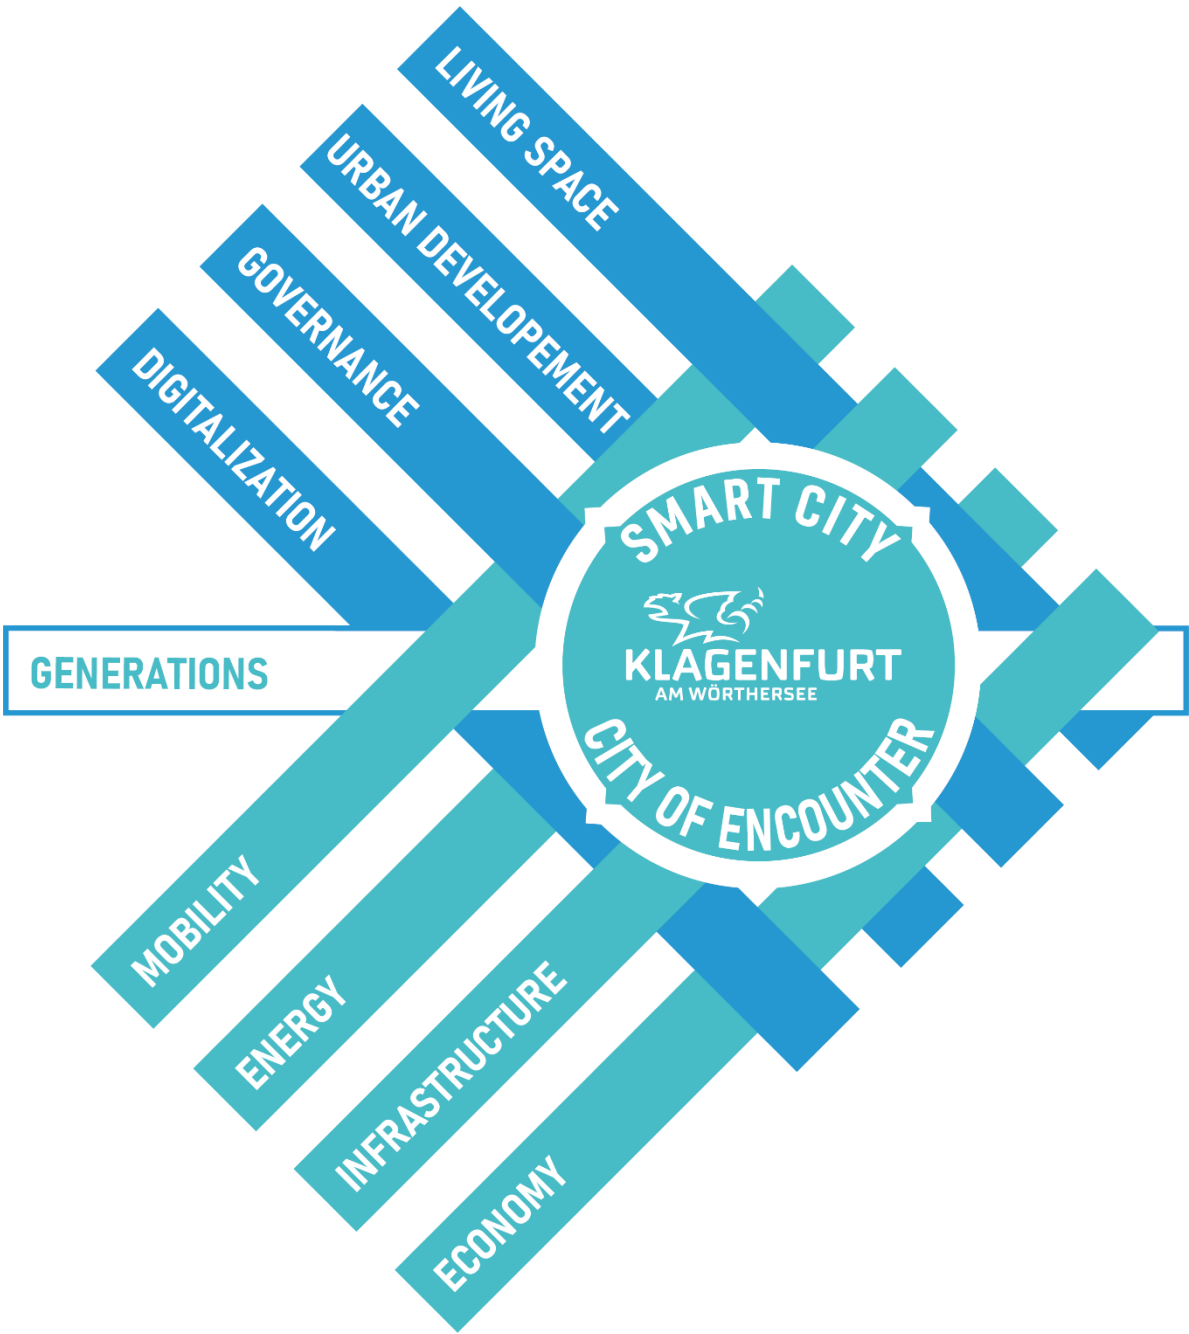 LIVING SPACE
URBAN DEVELOPEMENT
GOVERNANCE
DIGITALIZATION
GENERATIONS
MOBILITY
ENERGY
INFRASTRUCTURE
ECONOMY
SMART CITY
KLAGENFURT
AM WÖRTHERSEE
CITY OF ENCOUNTER